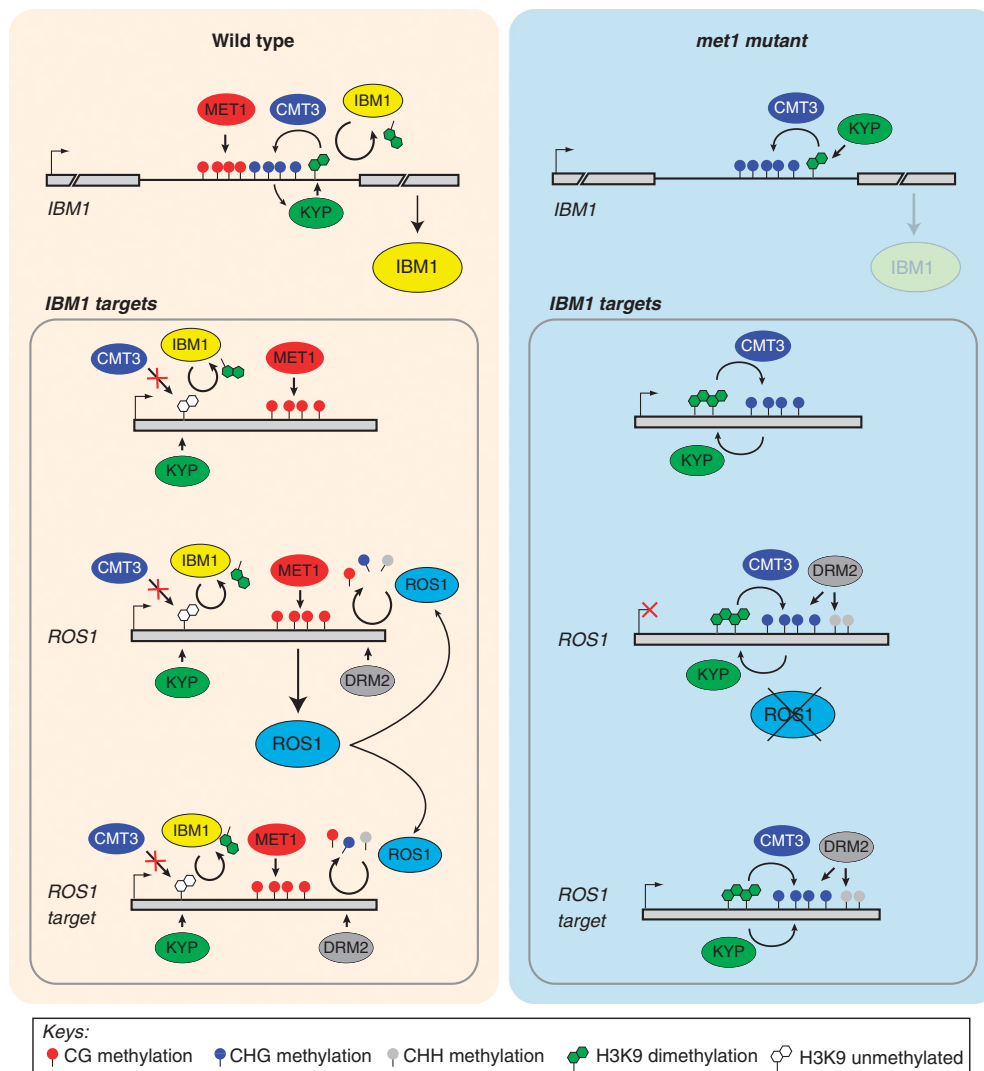 Wild type
MET1
CMT3
IBM1
KYP
IBM1
IBM1
IBM1 targets
CMT3
IBM1
MET1
KYP
CMT3
IBM1
MET1
ROS1
ROS1
KYP
DRM2
ROS1
CMT3
IBM1
MET1
ROS1
ROS1
target
KYP
DRM2
met1 mutant
CMT3
KYP
IBM1
IBM1
IBM1 targets
CMT3
KYP
CMT3
DRM2
ROS1
KYP
ROS1
CMT3
DRM2
ROS1
target
KYP
Keys:
CG methylation CHG methylation CHH methylation H3K9 dimethylation H3K9 unmethylated